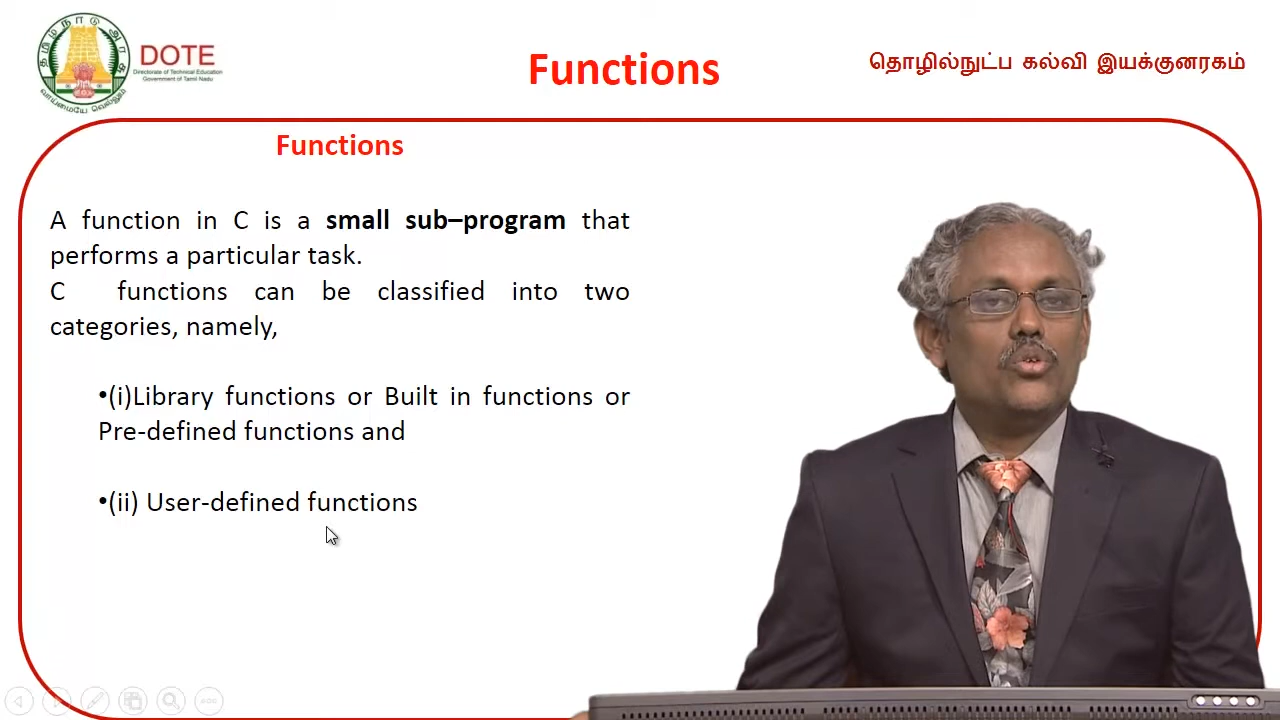 தமிழ்நாடு அரசு
வாய்மையே வெல்லும்
DOTE
Directorate of Technical Education
Government of Tamil Nadu
Functions
தொழில்நுட்ப கல்வி இயக்குனரகம்
Functions
A function in C is a small sub–program that
performs a particular task.
C functions can be classified into two
categories, namely,
•(i)Library functions or Built in functions or
Pre-defined functions and
•(ii) User-defined functions